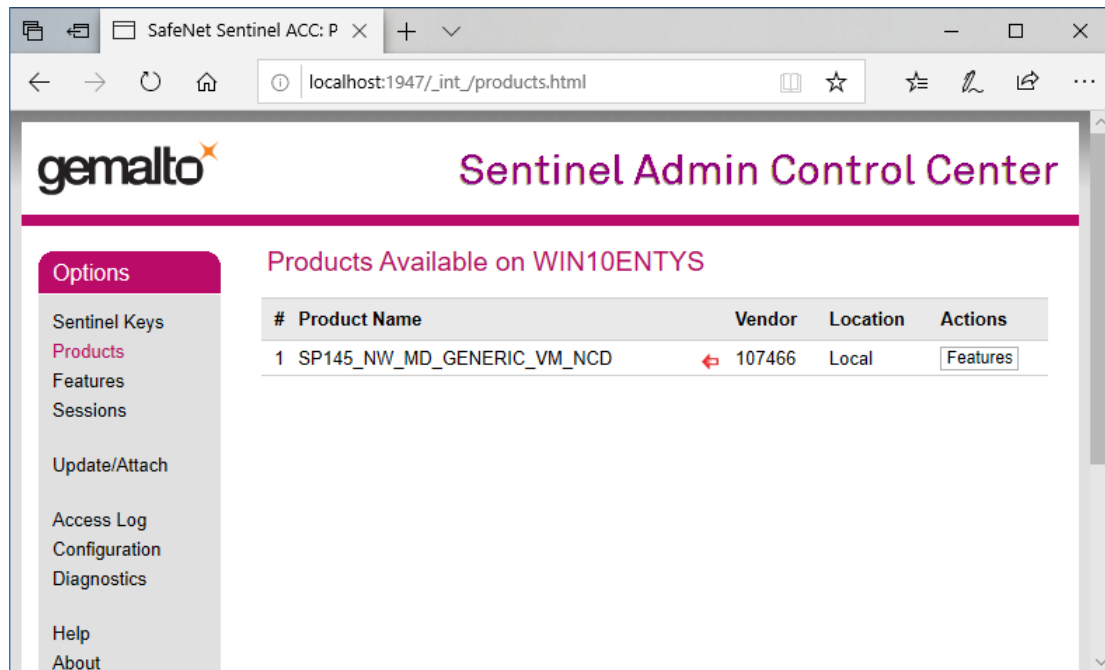 SafeNet Sentinel ACC: P
localhost:1947/_int_/products.html
gemalto
Sentinel Admin Control Center
Options
Sentinel Keys
Products
Features
Sessions
Update/Attach
Access Log
Configuration
Diagnostics
Help
About
Products Available on WIN10ENTYS
# Product Name Vendor Location Actions
1 SP145_NW_MD_GENERIC_VM_NCD 107466 Local Features